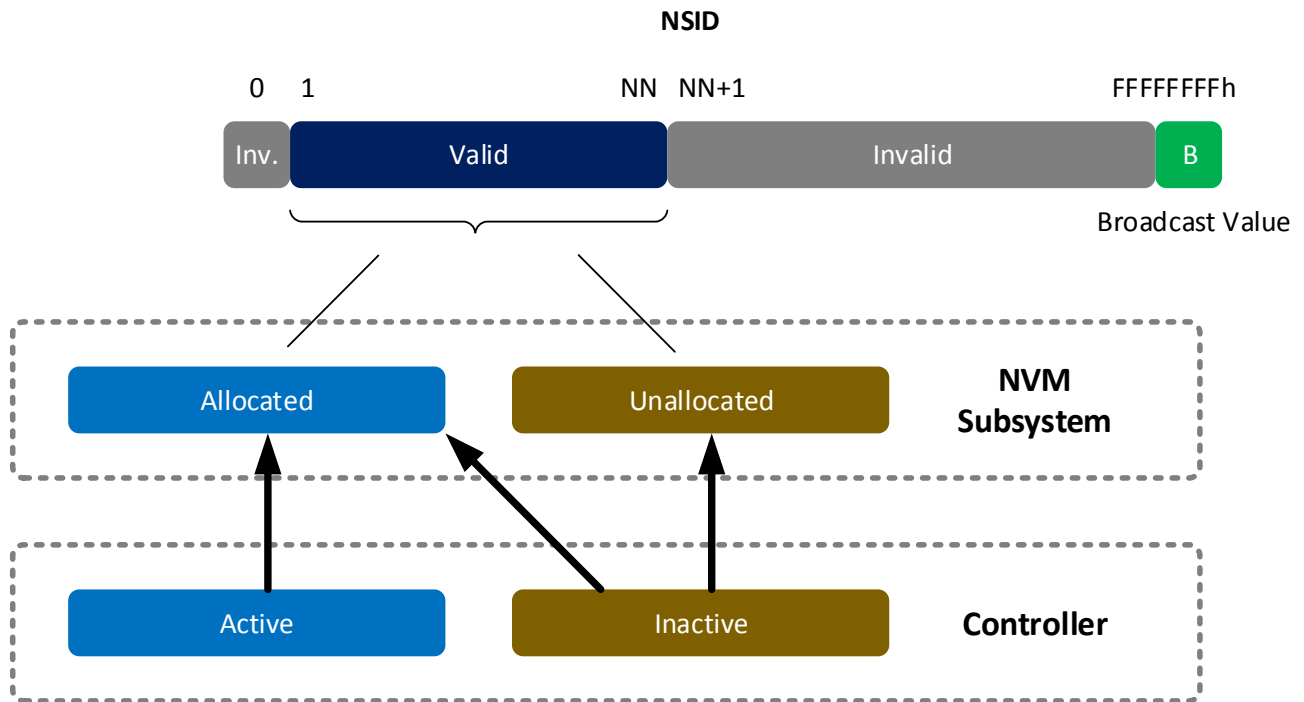 NSID
0 1 NN NN+1 FFFFFFFFh
Inv. Valid Invalid B
Broadcast Value
Allocated Unallocated NVM
Subsystem
Active Inactive Controller